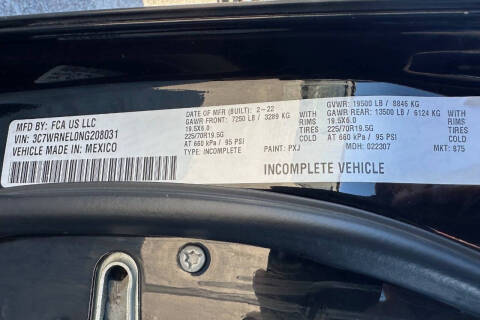 MFD BY: FCA US LLC
VIN: 3C7WRNEL0NG208031
VEHICLE MADE IN: MEXICO
DATE OF MFR (BUILT): 2-22
GAWR FRONT: 7250 LB / 3289 KG
19.5X6.0
225/70R19.5G
AT 660 kPa / 95 PSI
TYPE: INCOMPLETE
PAINT: PXJ
WITH
RIMS
TIRES
COLD
GVWR: 19500 LB / 8846 KG
GAWR REAR: 13500 LB / 6124 KG
19.5X6.0
225/70R19.5G
AT 660 kPa / 95 PSI
MDH: 022307
WITH
RIMS
TIRES
COLD
MKT: 875
INCOMPLETE VEHICLE